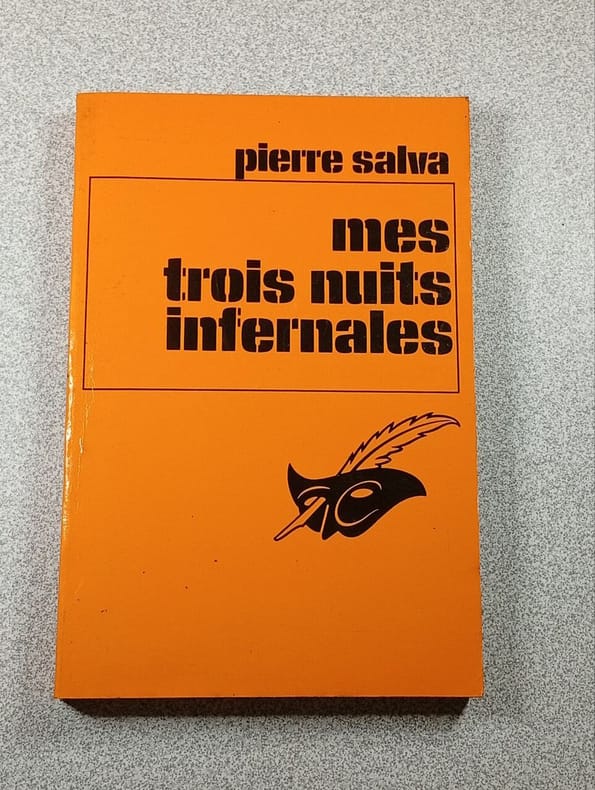 pierre salva
mes
trois nuits
infernales